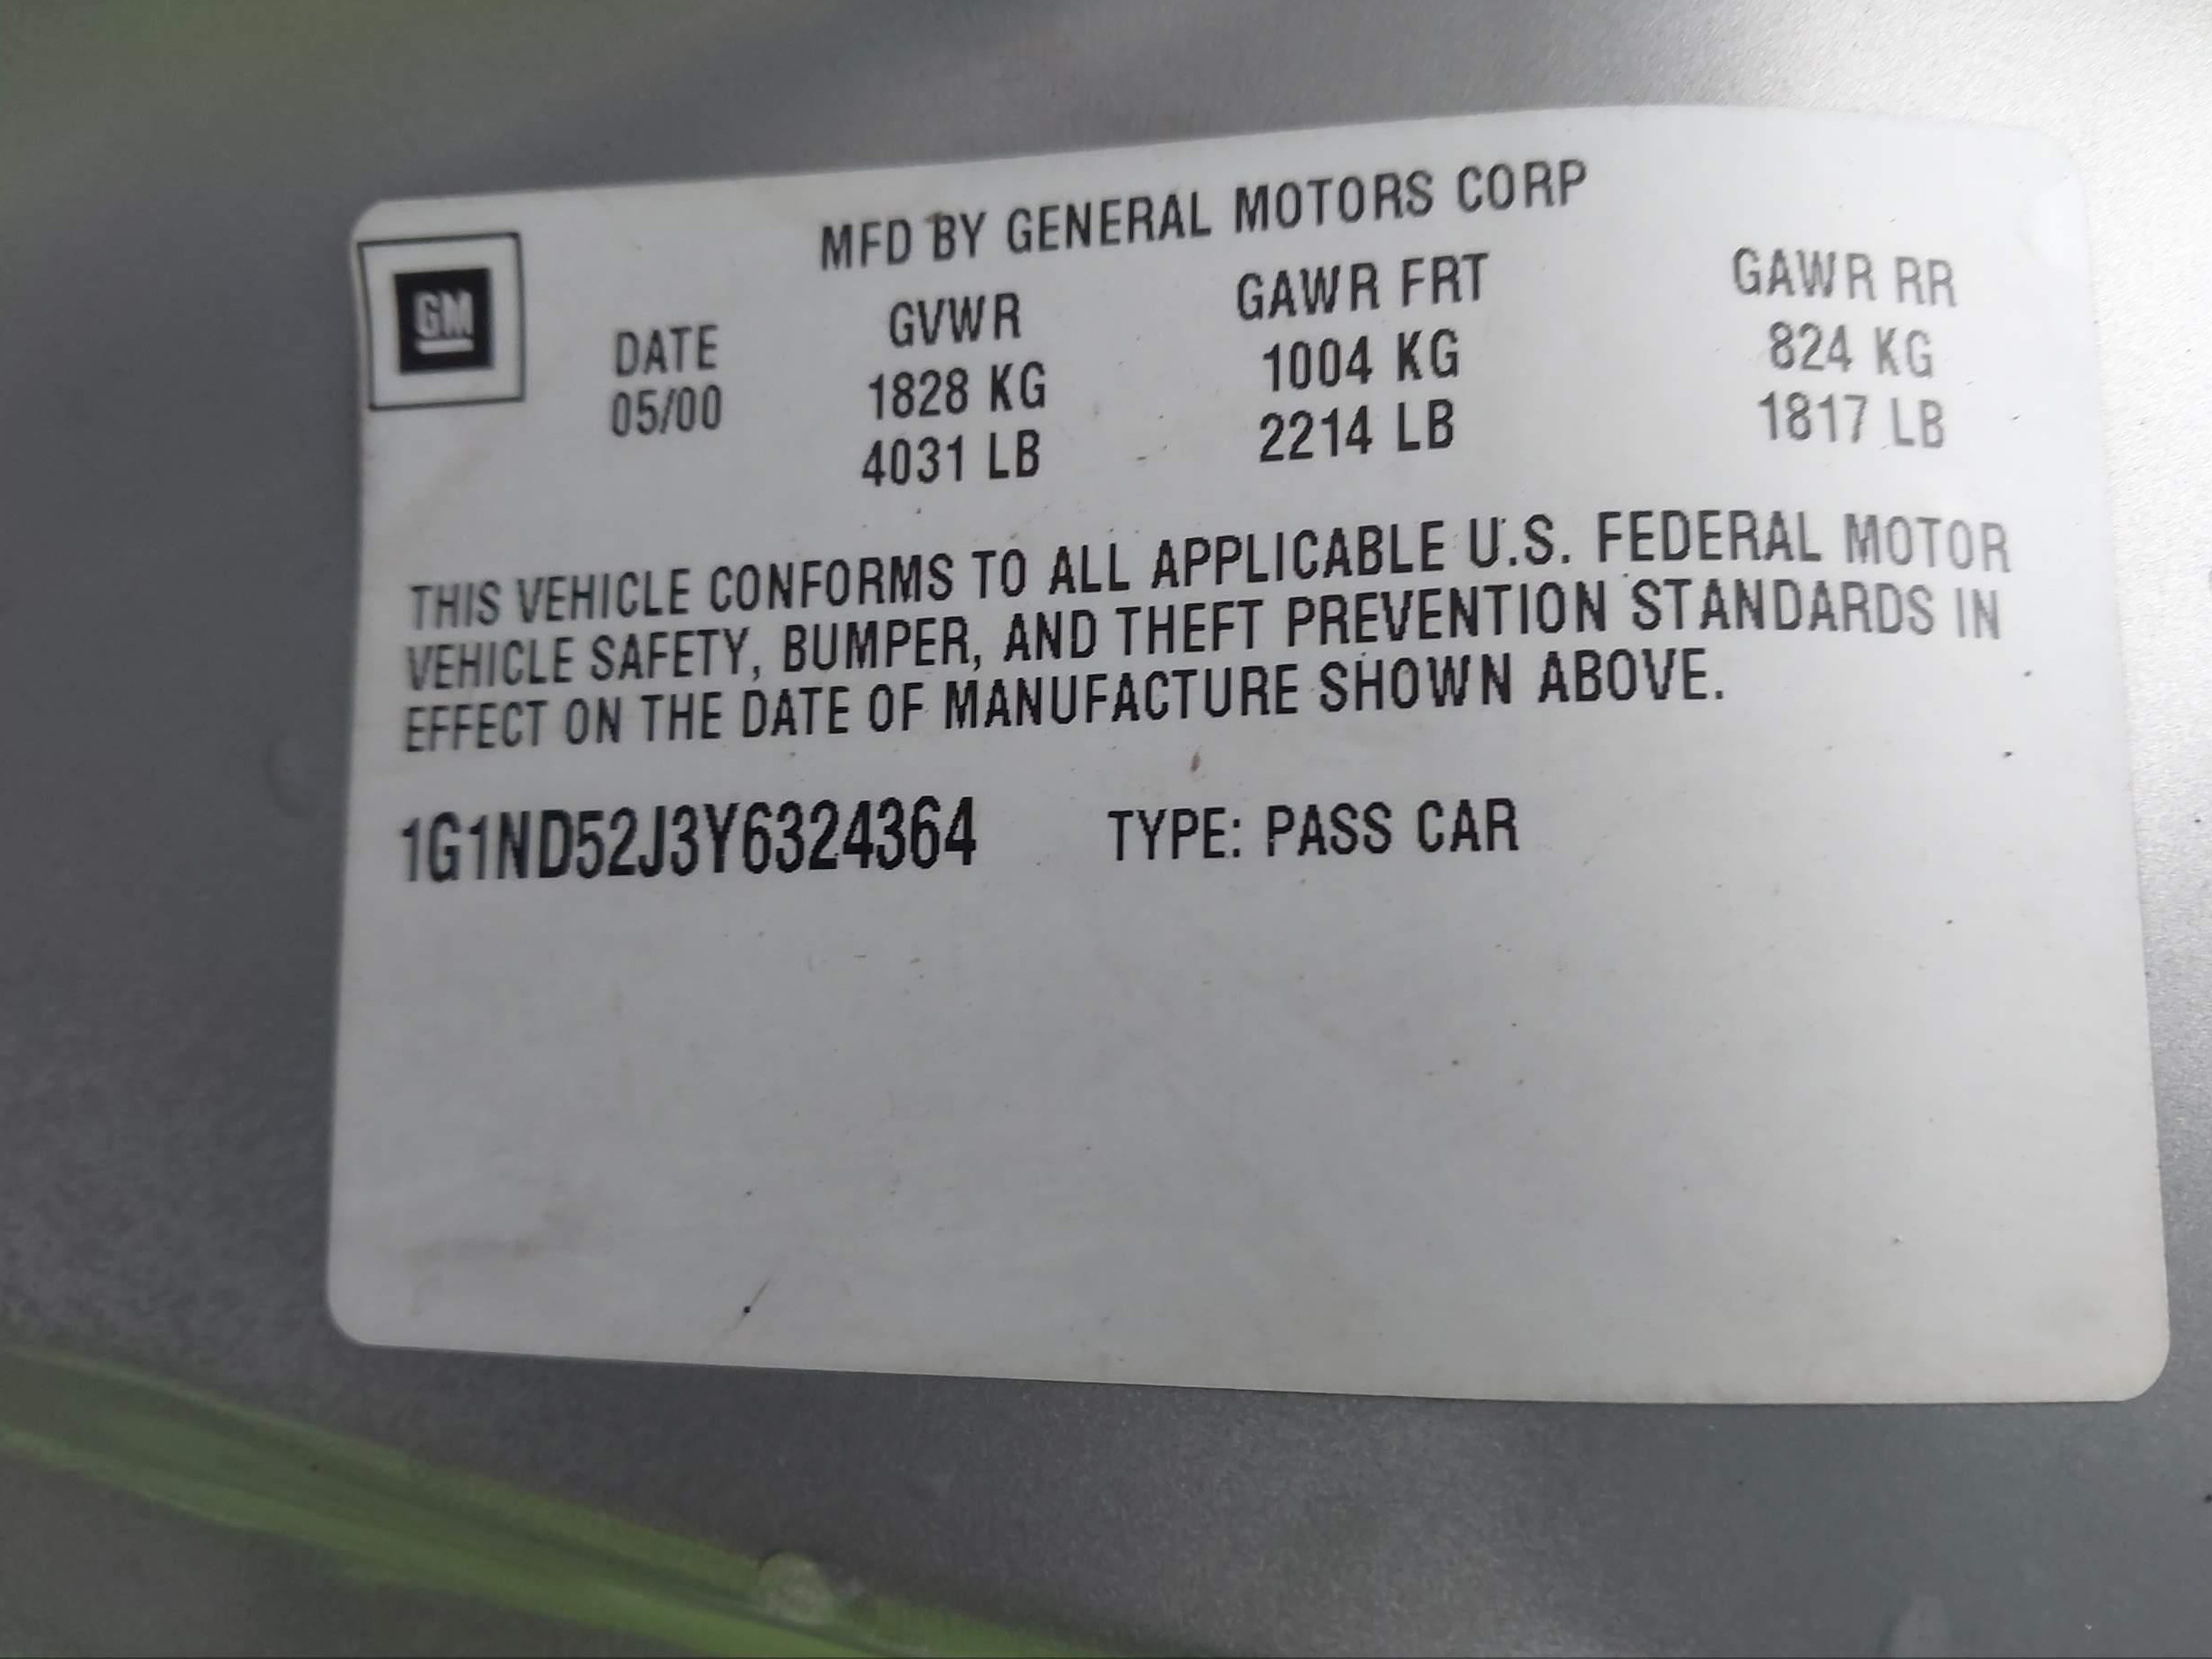 MFD BY GENERAL MOTORS CORP
GM
DATE GVWR GAWR FRT GAWR RR
05/00 1828 KG 1004 KG 824 KG
4031 LB 2214 LB 1817 LB
THIS VEHICLE CONFORMS TO ALL APPLICABLE U.S. FEDERAL MOTOR
VEHICLE SAFETY, BUMPER, AND THEFT PREVENTION STANDARDS IN
EFFECT ON THE DATE OF MANUFACTURE SHOWN ABOVE.
1G1ND52J3Y6324364 TYPE: PASS CAR